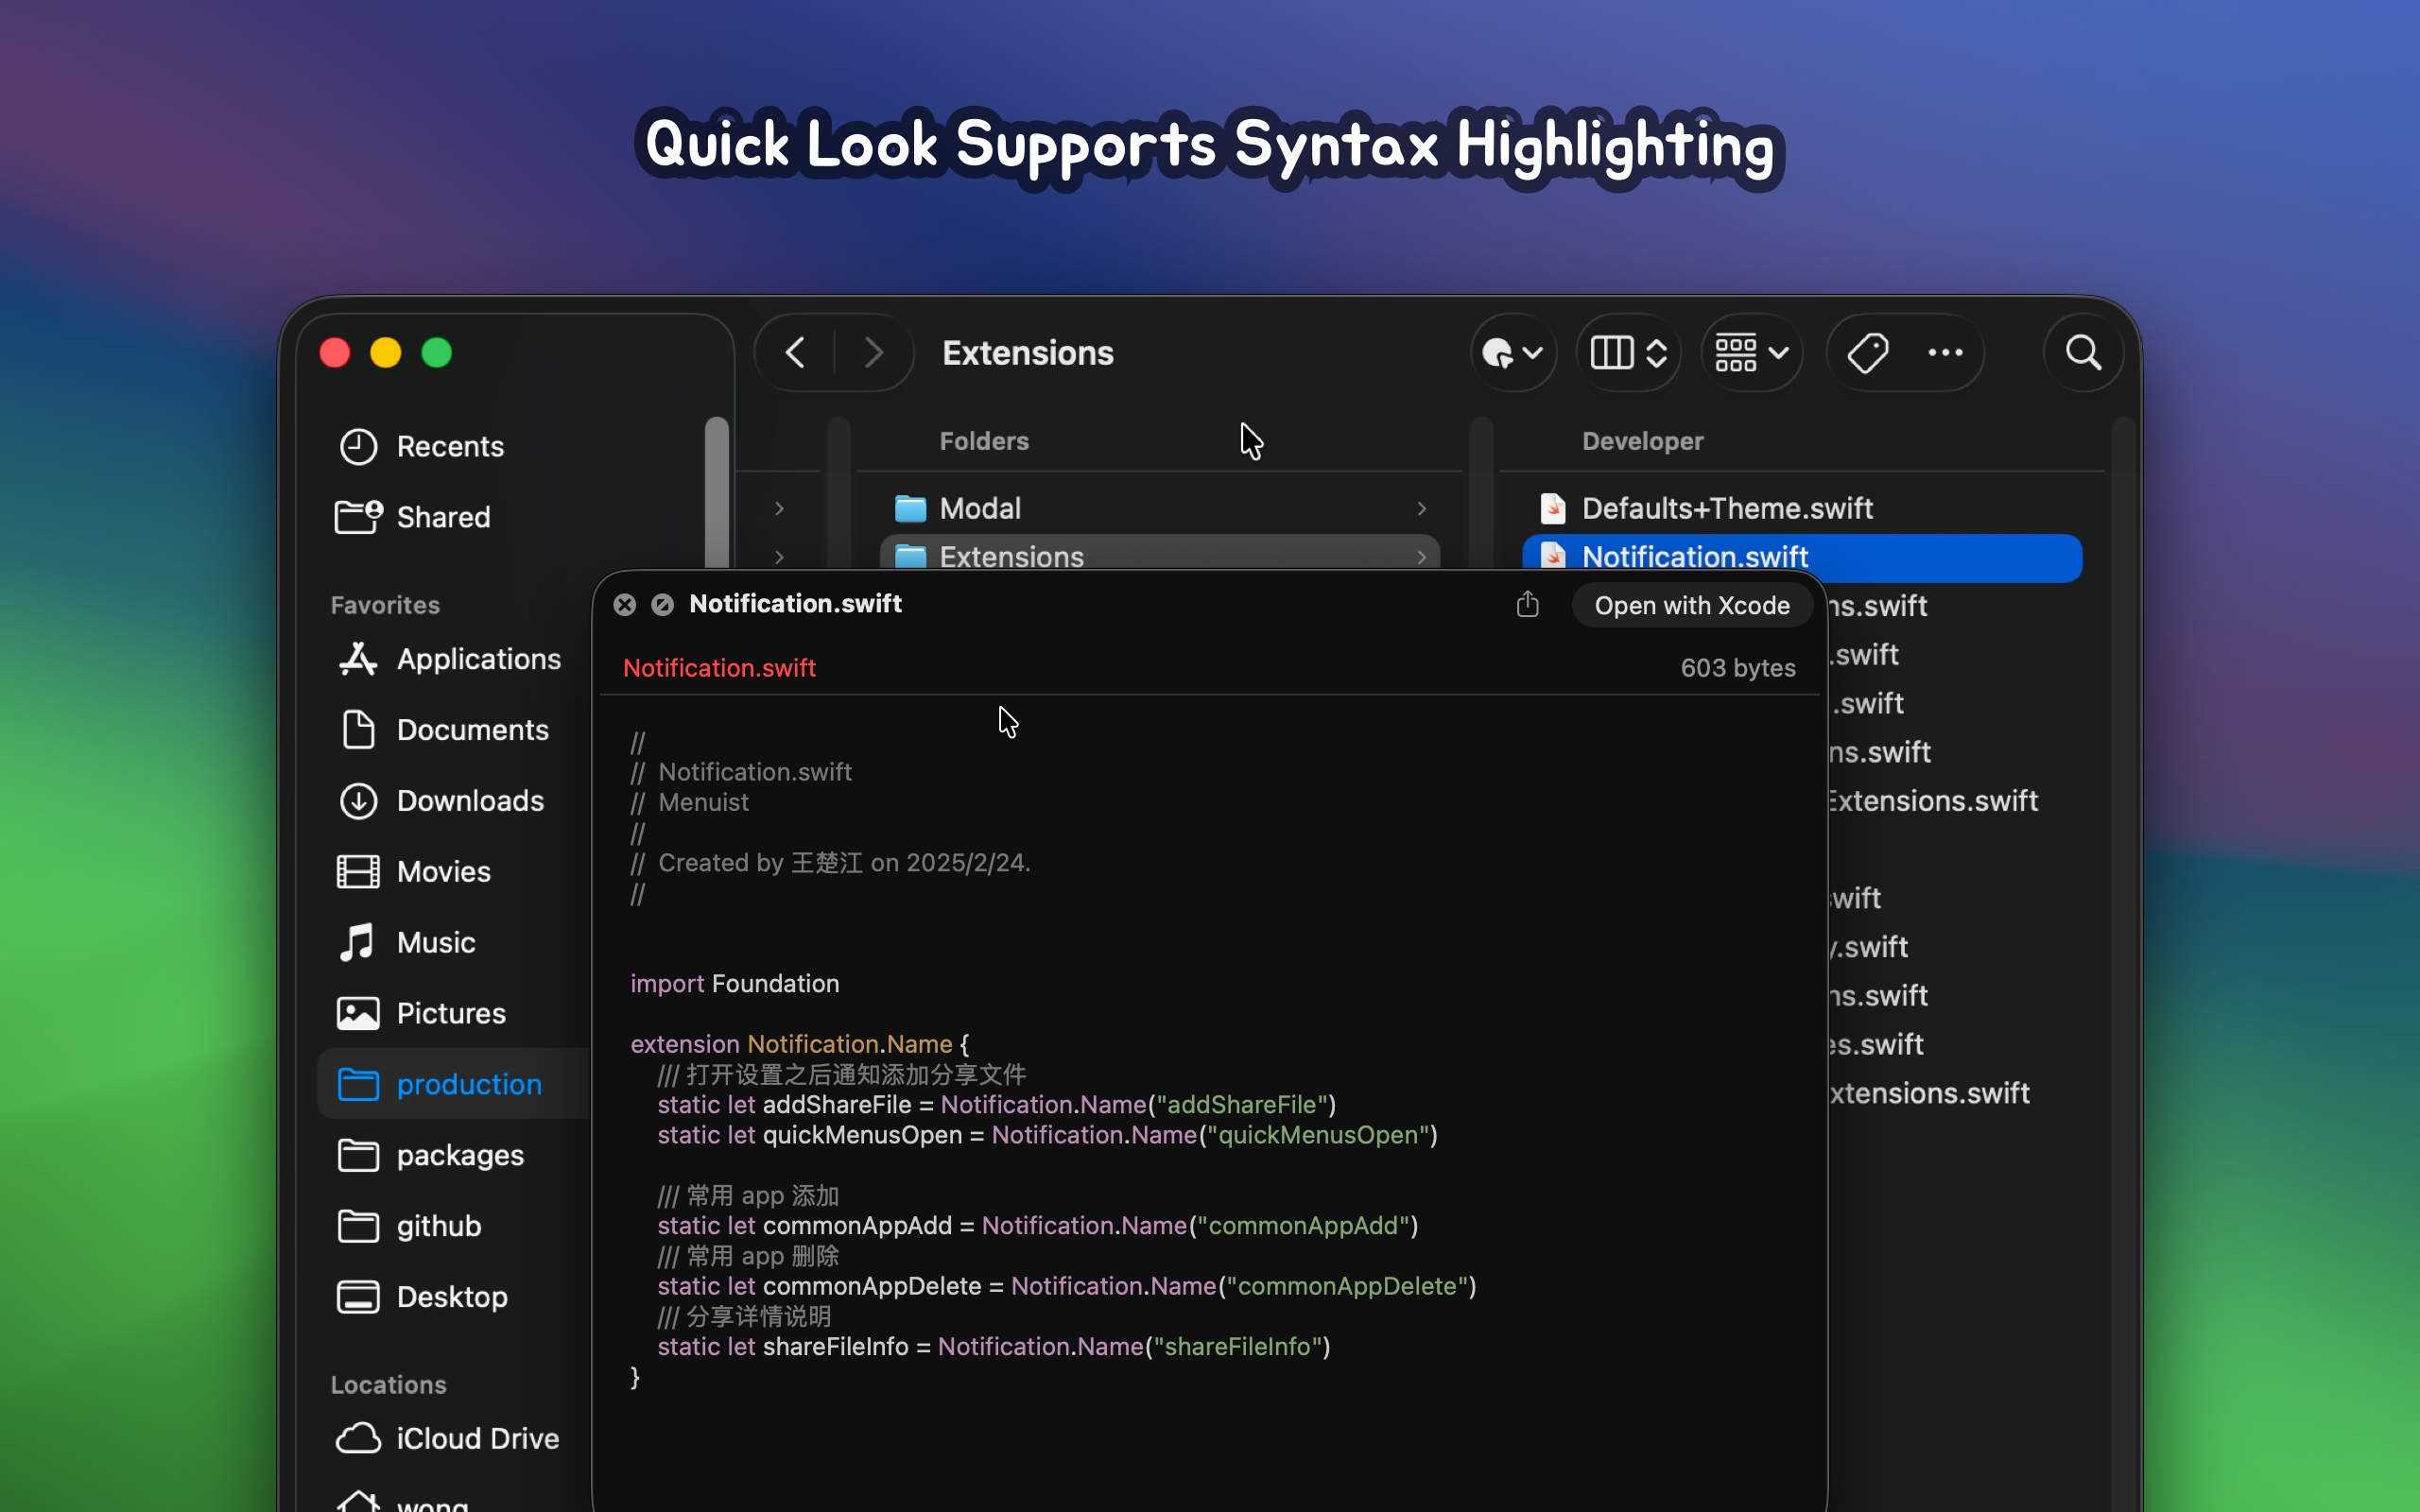 Quick Look Supports Syntax Highlighting
Extensions
Recents
Shared
Favorites
Applications
Documents
Downloads
Movies
Music
Pictures
production
packages
github
Desktop
Locations
iCloud Drive
wong
Folders
Modal
Extensions
Developer
Defaults+Theme.swift
Notification.swift
ns.swift
.swift
.swift
ns.swift
Extensions.swift
wift
y.swift
ns.swift
es.swift
xtensions.swift
Notification.swift
Open with Xcode
Notification.swift
603 bytes
//
// Notification.swift
// Menuist
//
// Created by 王楚江 on 2025/2/24.
//
import Foundation
extension Notification.Name {
/// 打开设置之后通知添加分享文件
static let addShareFile = Notification.Name("addShareFile")
static let quickMenusOpen = Notification.Name("quickMenusOpen")
/// 常用 app 添加
static let commonAppAdd = Notification.Name("commonAppAdd")
/// 常用 app 删除
static let commonAppDelete = Notification.Name("commonAppDelete")
/// 分享详情说明
static let shareFileInfo = Notification.Name("shareFileInfo")
}